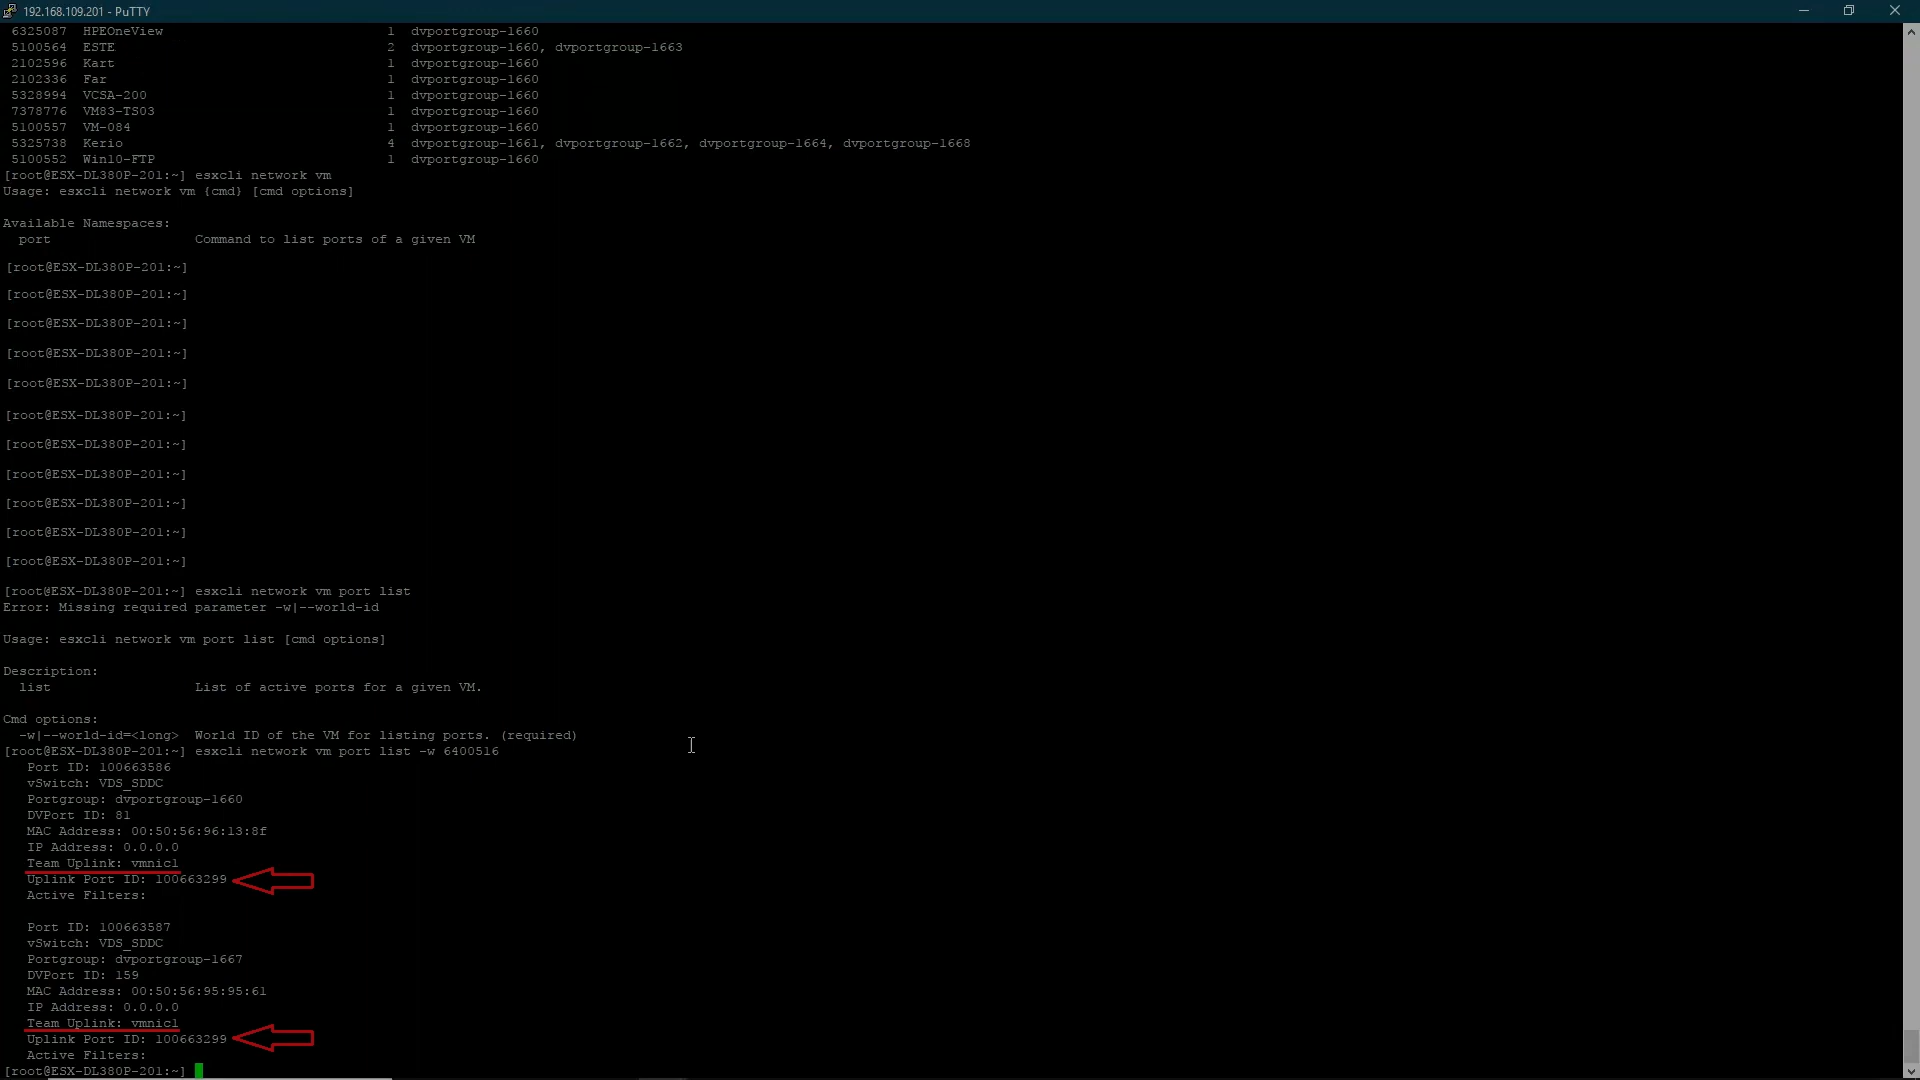 192.168.109.201 - PuTTY
6325087 HPEOneView 1 dvportgroup-1660
5100564 ESTE 2 dvportgroup-1660, dvportgroup-1663
2102596 Kart 1 dvportgroup-1660
2102336 Far 1 dvportgroup-1660
5328994 VCSA-200 1 dvportgroup-1660
7378776 VM83-TS03 1 dvportgroup-1660
5100557 VM-084 1 dvportgroup-1660
5325738 Kerio 4 dvportgroup-1661, dvportgroup-1662, dvportgroup-1664, dvportgroup-1668
5100552 Win10-FTP 1 dvportgroup-1660
[root@ESX-DL380P-201:~] esxcli network vm
Usage: esxcli network vm {cmd} [cmd options]
Available Namespaces:
port Command to list ports of a given VM
[root@ESX-DL380P-201:~]
[root@ESX-DL380P-201:~]
[root@ESX-DL380P-201:~]
[root@ESX-DL380P-201:~]
[root@ESX-DL380P-201:~]
[root@ESX-DL380P-201:~]
[root@ESX-DL380P-201:~]
[root@ESX-DL380P-201:~]
[root@ESX-DL380P-201:~]
[root@ESX-DL380P-201:~]
[root@ESX-DL380P-201:~]
[root@ESX-DL380P-201:~] esxcli network vm port list
Error: Missing required parameter -w|--world-id
Usage: esxcli network vm port list [cmd options]
Description:
list List of active ports for a given VM.
Cmd options:
-w|--world-id=<long> World ID of the VM for listing ports. (required)
[root@ESX-DL380P-201:~] esxcli network vm port list -w 6400516
Port ID: 100663586
vSwitch: VDS_SDDC
Portgroup: dvportgroup-1660
DVPort ID: 81
MAC Address: 00:50:56:96:13:8f
IP Address: 0.0.0.0
Team Uplink: vmnic1
Uplink Port ID: 100663299
Active Filters:
Port ID: 100663587
vSwitch: VDS_SDDC
Portgroup: dvportgroup-1667
DVPort ID: 159
MAC Address: 00:50:56:95:95:61
IP Address: 0.0.0.0
Team Uplink: vmnic1
Uplink Port ID: 100663299
Active Filters:
[root@ESX-DL380P-201:~]